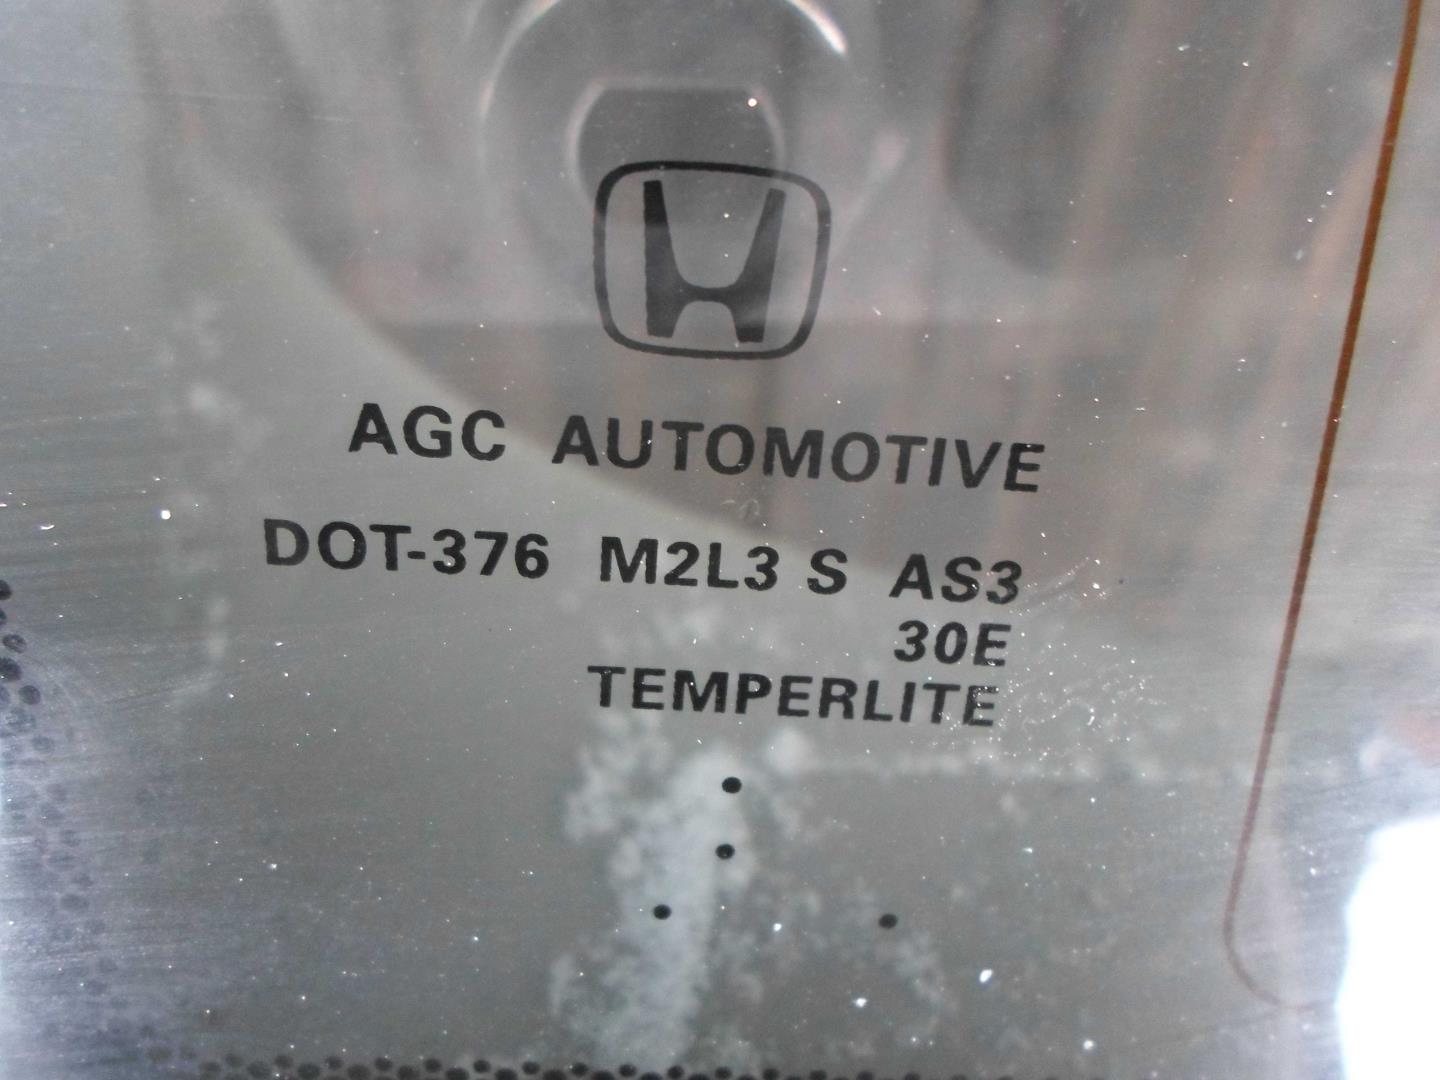 AGC AUTOMOTIVE
DOT-376 M2L3 S AS3
30E
TEMPERLITE